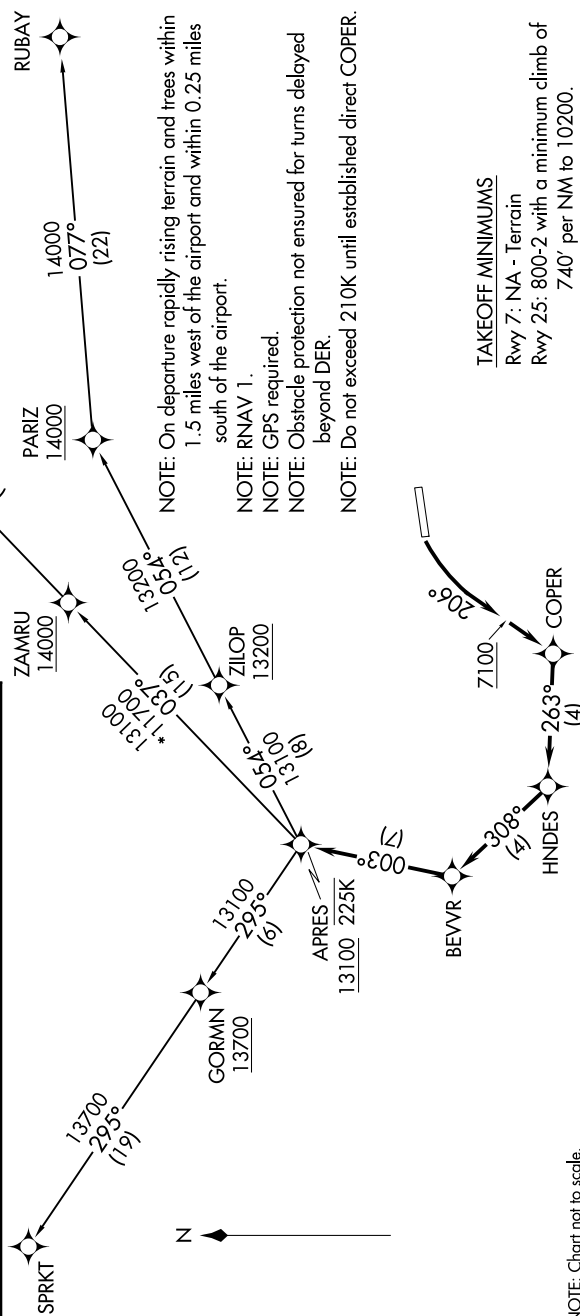 RUBAY
14000
077°
(22)
PARIZ
14000
ZAMRU
14000
13200
054°
(12)
13100
*11700
037°
(15)
ZILOP
13200
054°
13100
(8)
13100
295°
(6)
APRES
13100 225K
GORMN
13700
13700
295°
(19)
SPRKT
003°
(7)
BEVVR
308°
(4)
HNDES
263°
(4)
COPER
7100
206°
NOTE: On departure rapidly rising terrain and trees within
1.5 miles west of the airport and within 0.25 miles
south of the airport.
NOTE: RNAV 1.
NOTE: GPS required.
NOTE: Obstacle protection not ensured for turns delayed
beyond DER.
NOTE: Do not exceed 210K until established direct COPER.
TAKEOFF MINIMUMS
Rwy 7: NA - Terrain
Rwy 25: 800-2 with a minimum climb of
740' per NM to 10200.
N
NOTE: Chart not to scale.